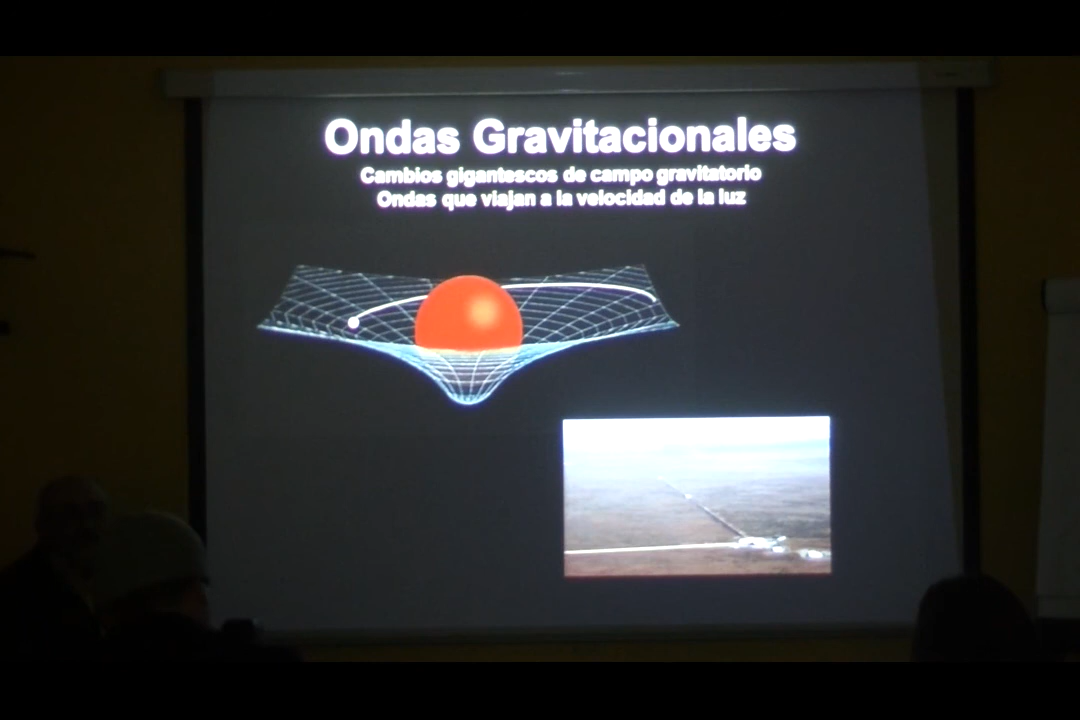 Ondas Gravitacionales
Cambios gigantescos de campo gravitatorio
Ondas que viajan a la velocidad de la luz